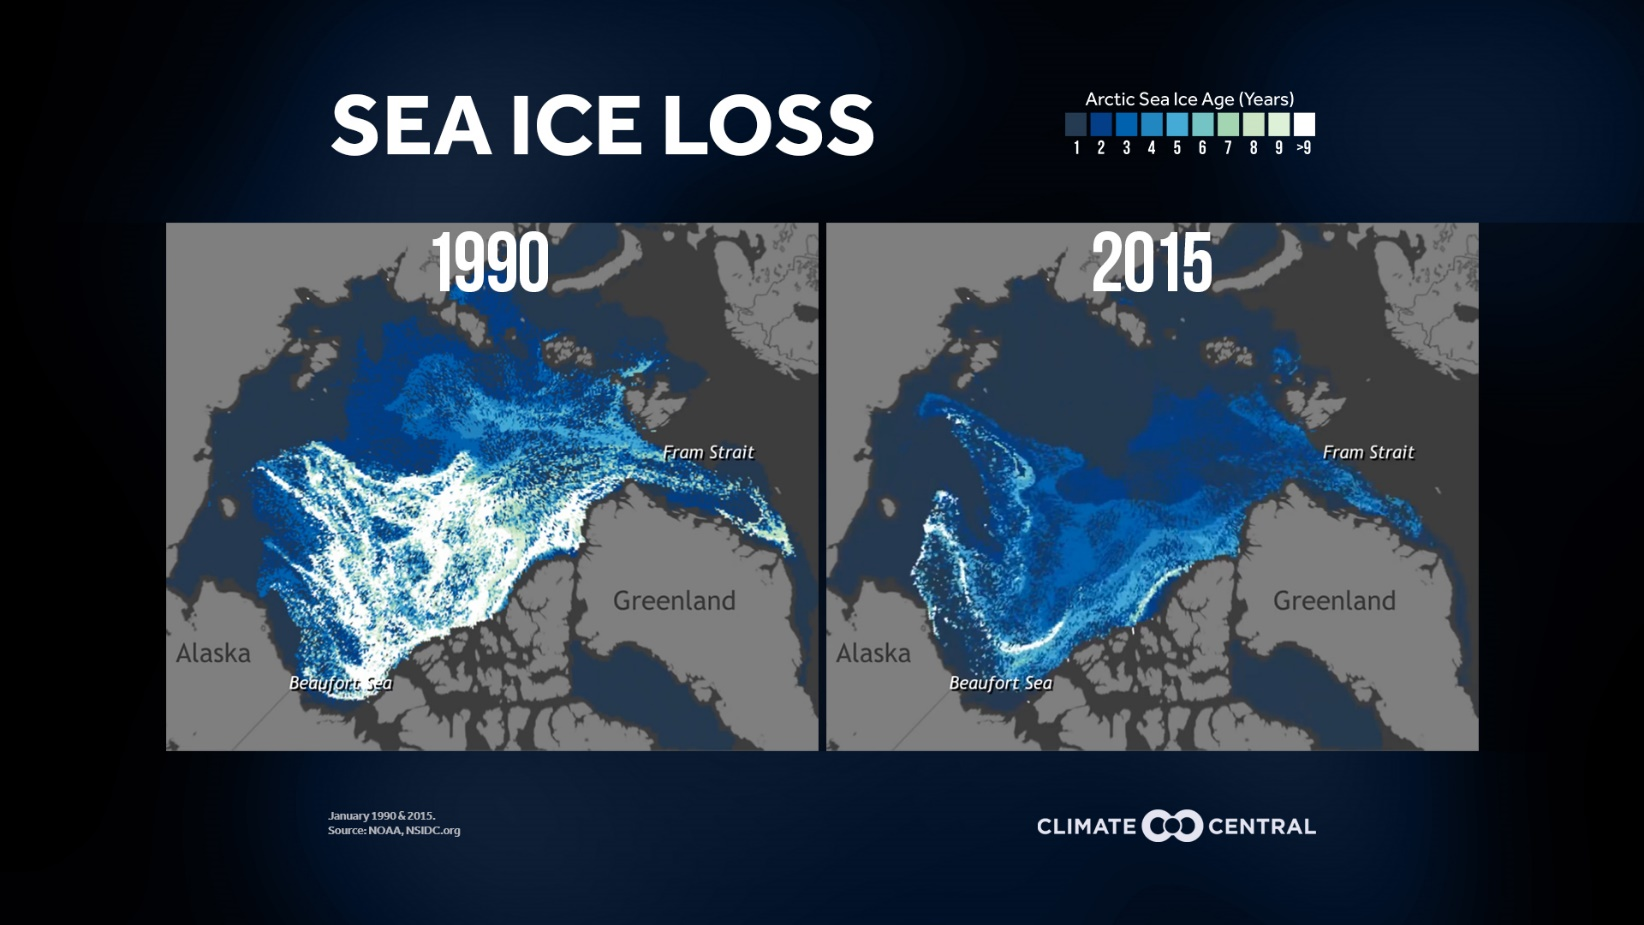 SEA ICE LOSS
Arctic Sea Ice Age (Years)
1 2 3 4 5 6 7 8 9 >9
1990
Fram Strait
Greenland
Alaska
Beaufort Sea
2015
Fram Strait
Greenland
Alaska
Beaufort Sea
January 1990 & 2015.
Source: NOAA, NSIDC.org
CLIMATE CENTRAL